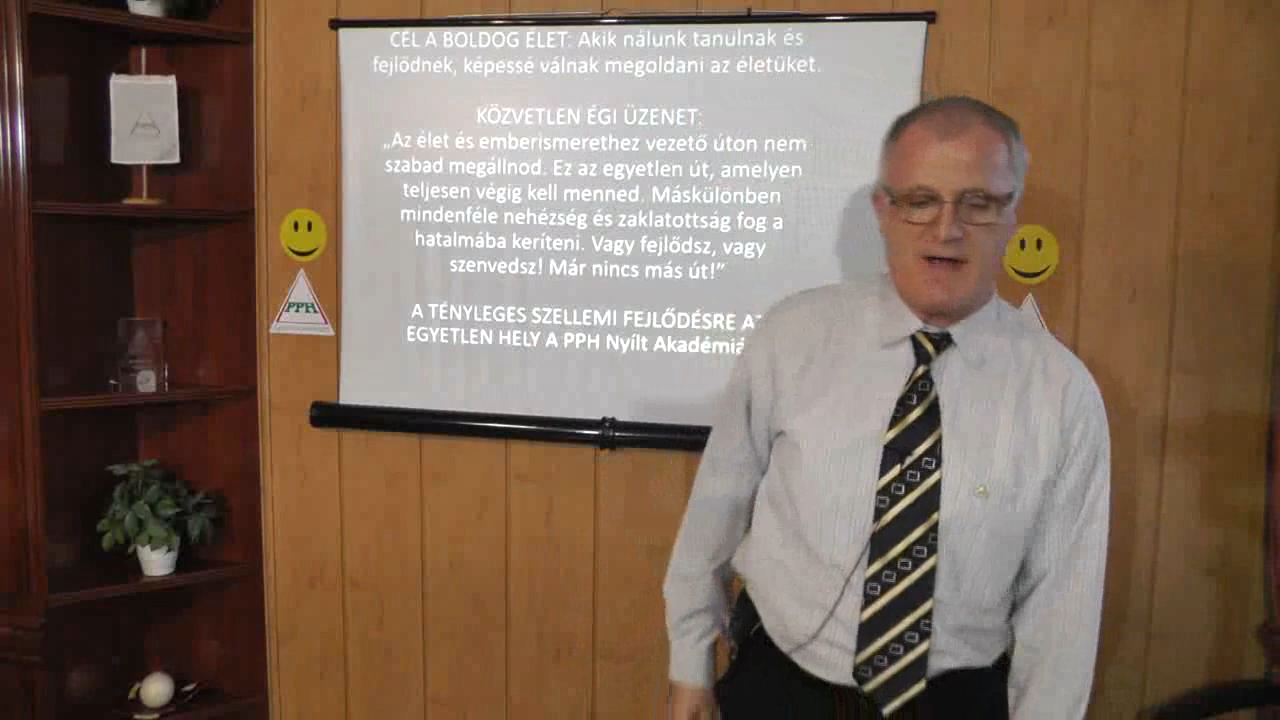 CÉL A BOLDOG ÉLET: Akik nálunk tanulnak és
fejlődnek, képessé válnak megoldani az életüket.
KÖZVETLEN ÉGI ÜZENET:
„Az élet és emberismerethez vezető úton nem
szabad megállnod. Ez az egyetlen út, amelyen
teljesen végig kell menned. Máskülönben
mindenféle nehézség és zaklatottság fog a
hatalmába keríteni. Vagy fejlődsz, vagy
szenvedsz! Már nincs más út!”
A TÉNYLEGES SZELLEMI FEJLŐDÉSRE AZ
EGYETLEN HELY A PPH Nyílt Akadémiá
PPH